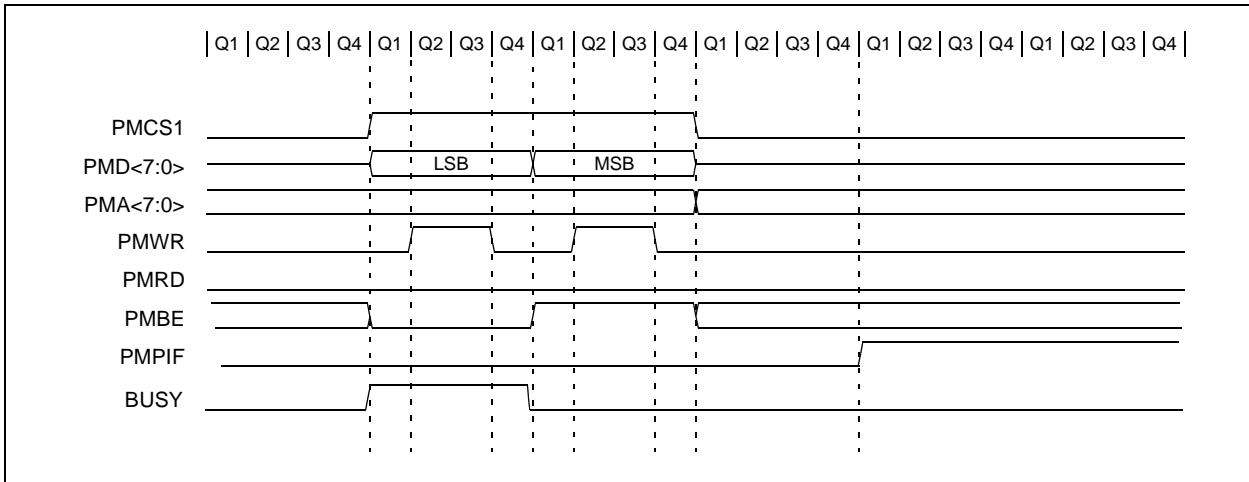 Q1 Q2 Q3 Q4 Q1 Q2 Q3 Q4 Q1 Q2 Q3 Q4 Q1 Q2 Q3 Q4 Q1 Q2 Q3 Q4 Q1 Q2 Q3 Q4
PMCS1
PMD<7:0> LSB MSB
PMA<7:0>
PMWR
PMRD
PMBE
PMPIF
BUSY